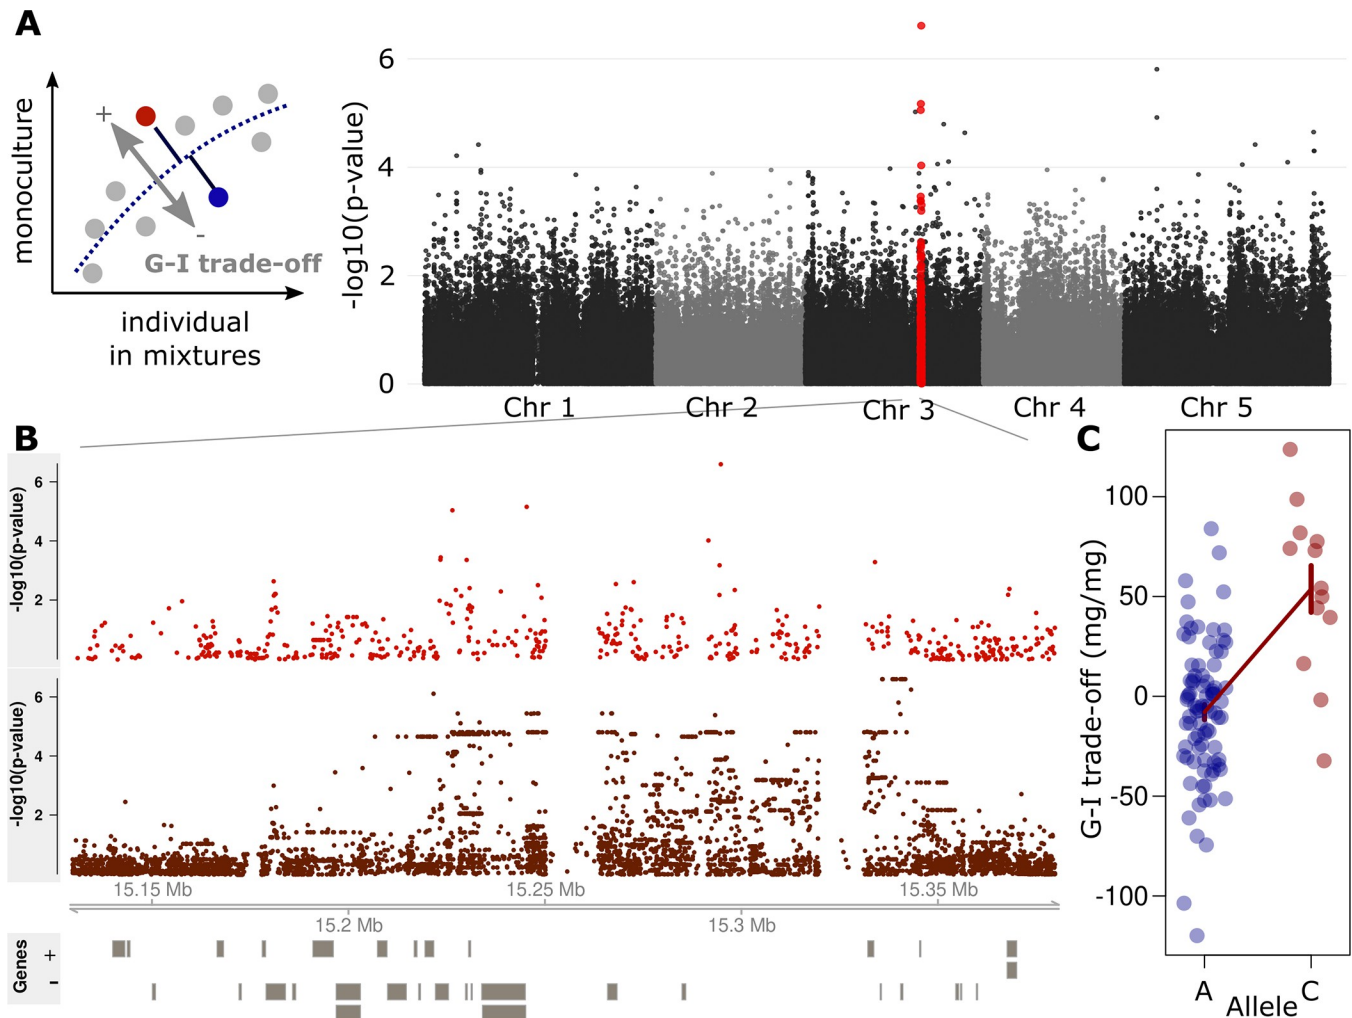 A
monoculture
+
-
G-I trade-off
individual
in mixtures
-log10(p-value)
6
4
2
0
Chr 1
Chr 2
Chr 3
Chr 4
Chr 5
B
-log10(p-value)
6
4
2
-log10(p-value)
6
4
2
15.15 Mb
15.25 Mb
15.35 Mb
15.2 Mb
15.3 Mb
Genes
+
-
C
G-I trade-off (mg/mg)
100
50
0
-50
-100
A
C
Allele